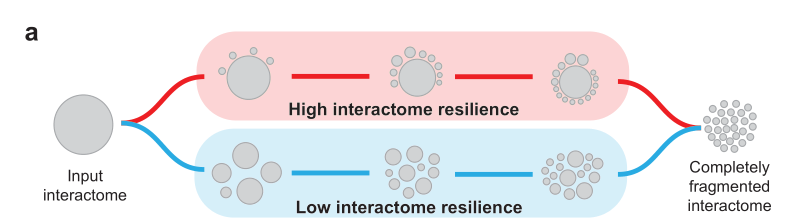 a
High interactome resilience
Input
interactome
Low interactome resilience
Completely
fragmented
interactome